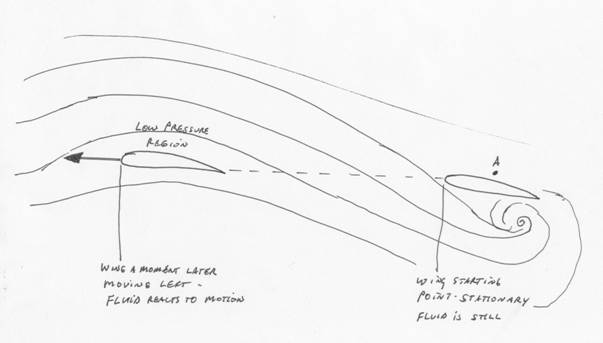 LOW PRESSURE
REGION
A
WING A MOMENT LATER
MOVING LEFT -
FLUID REACTS TO MOTION
WING STARTING
POINT-STATIONARY
FLUID IS STILL